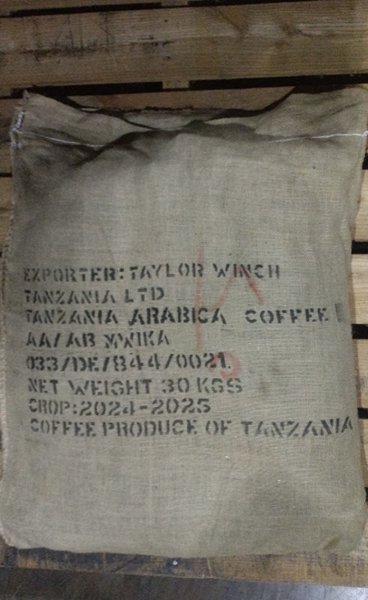 EXPORTER: TAYLOR WINCH
TANZANIA LTD
TANZANIA ARABICA COFFEE
AA/AB MWIKA
033/DE/844/0021
NET WEIGHT 30 KGS
CROP:2024-2025
COFFEE PRODUCE OF TANZANIA